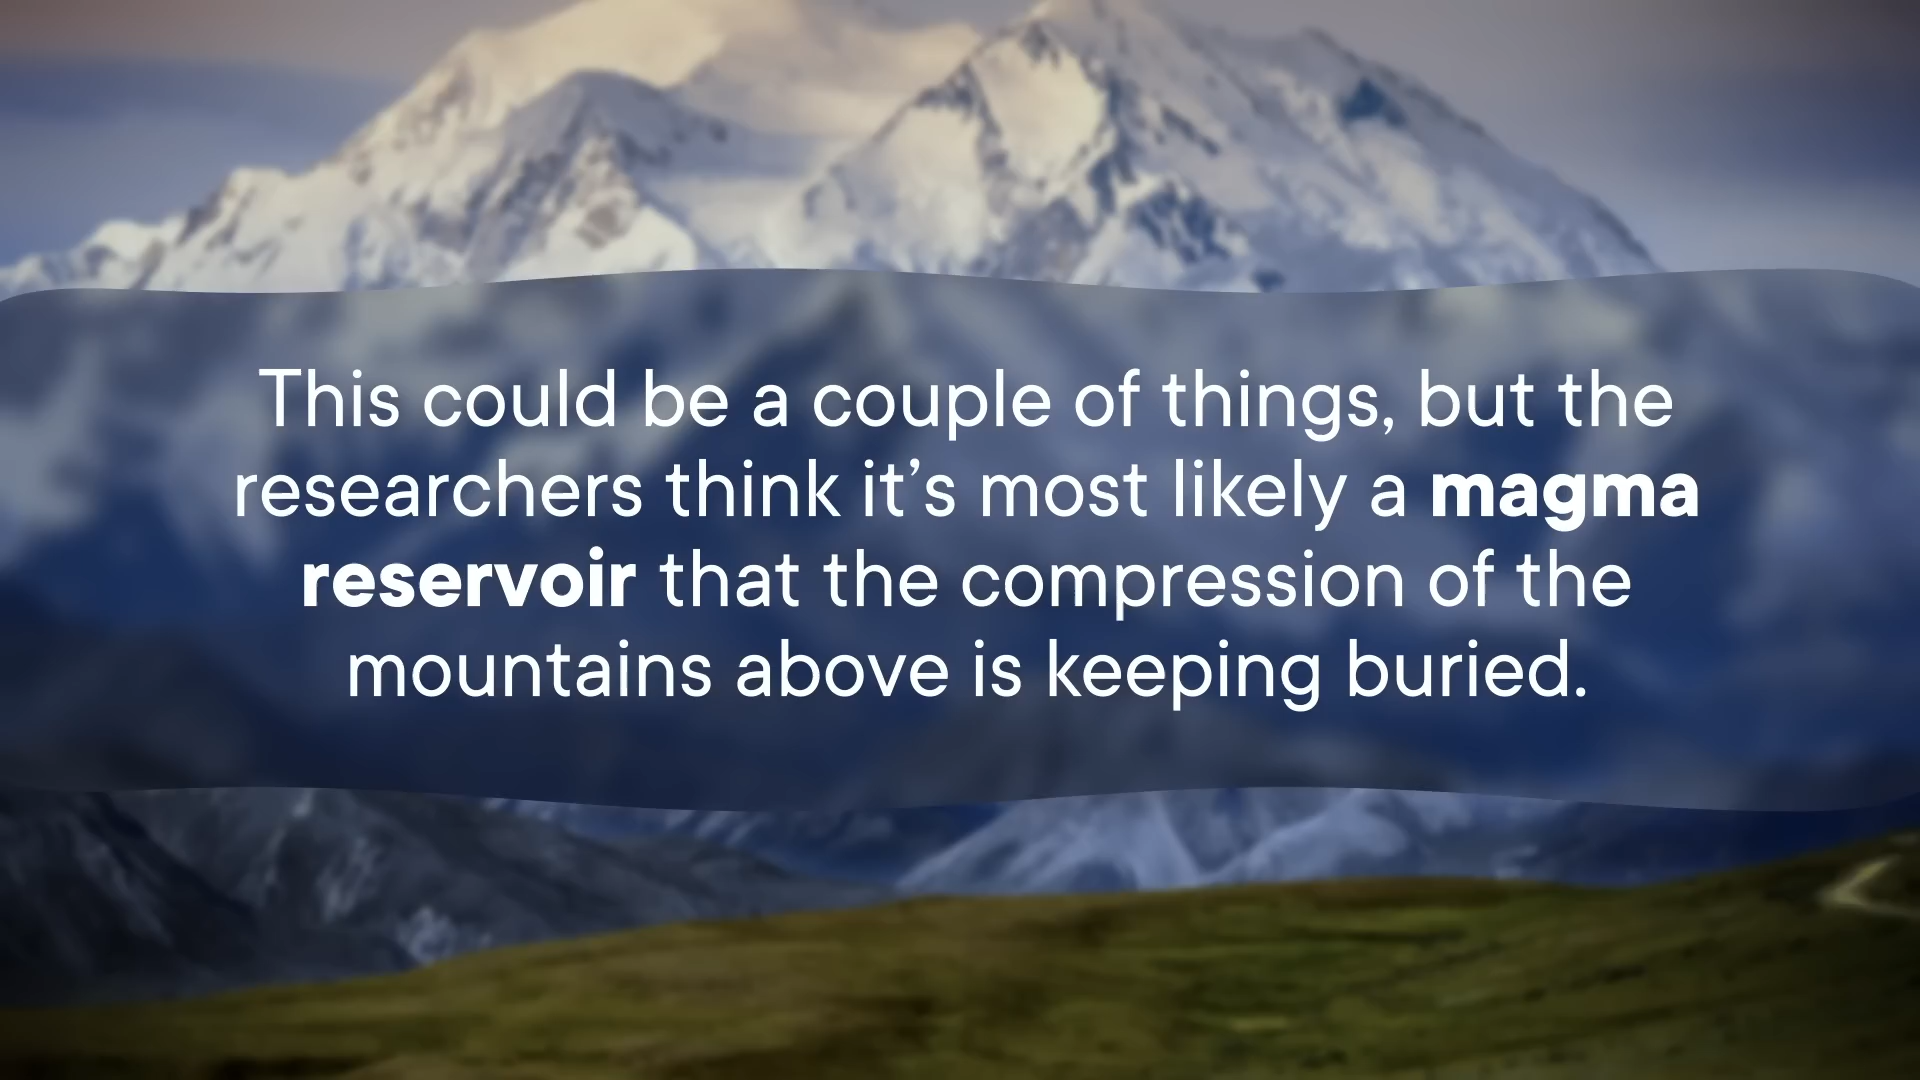 This could be a couple of things, but the
researchers think it’s most likely a magma
reservoir that the compression of the
mountains above is keeping buried.